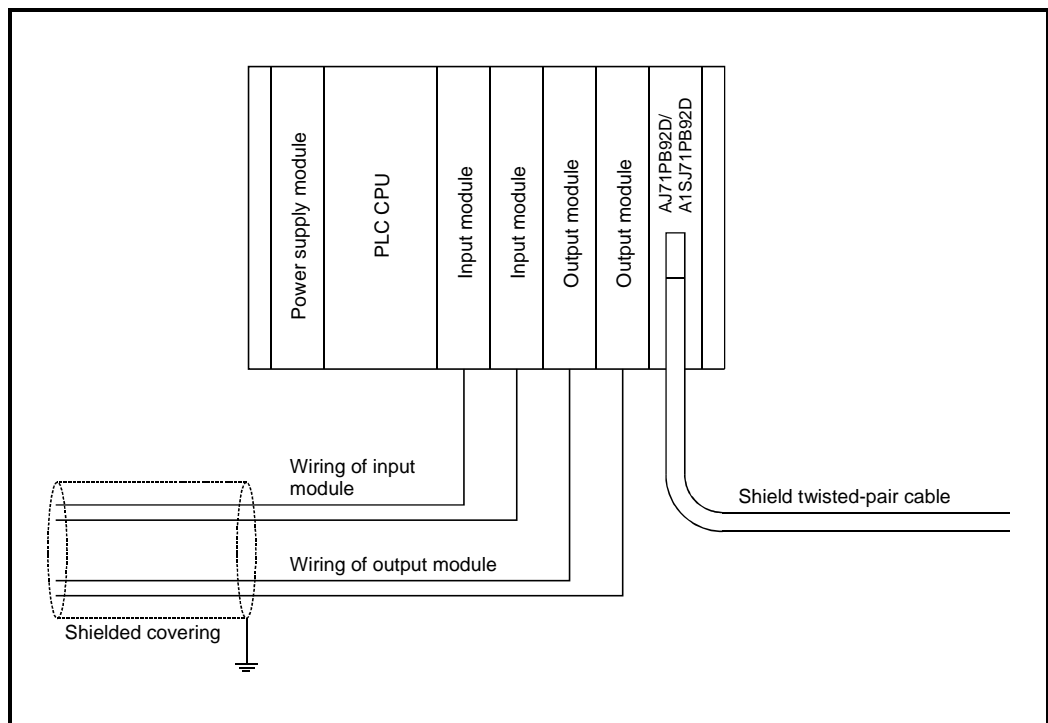 Power supply module
PLC CPU
Input module
Input module
Output module
Output module
AJ71PB92D/
A1SJ71PB92D
Wiring of input
module
Shield twisted-pair cable
Wiring of output module
Shielded covering